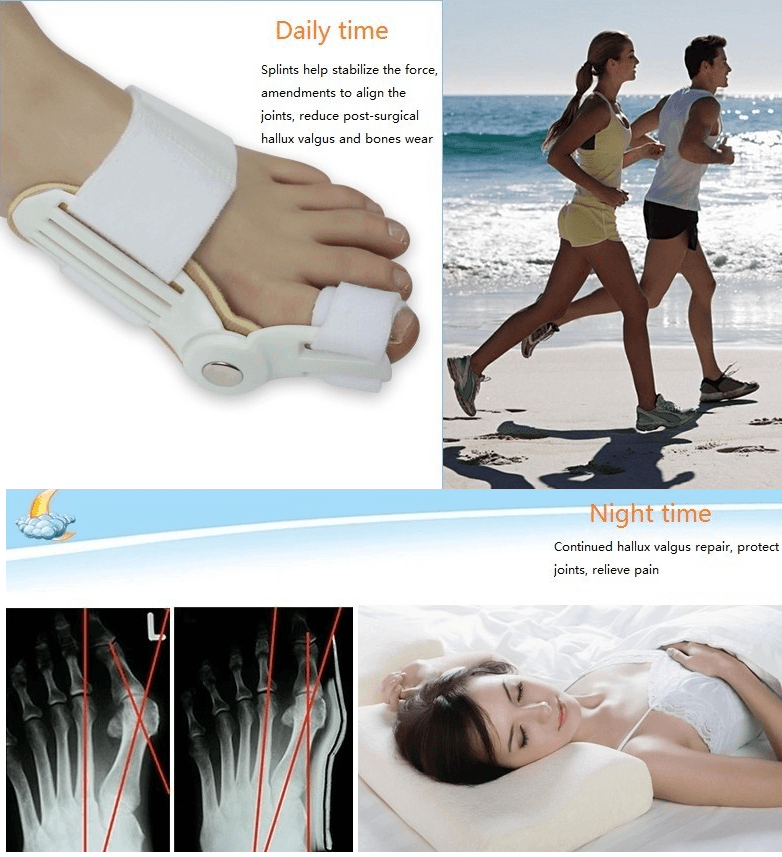 Daily time
Splints help stabilize the force,
amendments to align the
joints, reduce post-surgical
hallux valgus and bones wear
Night time
Continued hallux valgus repair, protect
joints, relieve pain
L